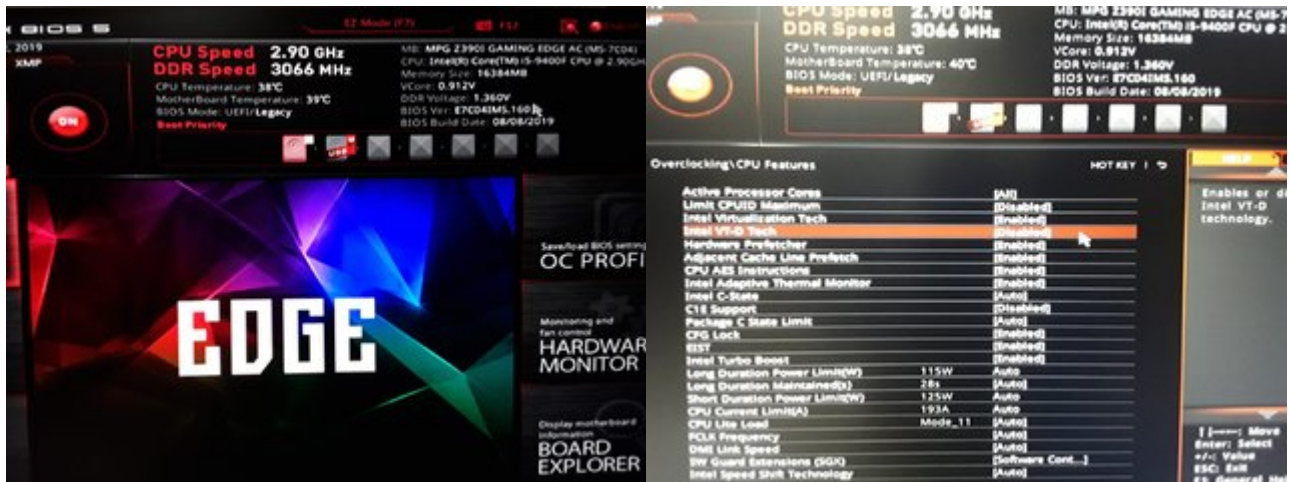 BIOS 5
EZ Mode (F7)
F12
2019
XMP
CPU Speed 2.90 GHz
DDR Speed 3066 MHz
CPU Temperature: 38°C
MotherBoard Temperature: 39°C
BIOS Mode: UEFI/Legacy
Boot Priority
MB: MPG Z390I GAMING EDGE AC (MS-7C04)
CPU: Intel(R) Core(TM) i5-9400F CPU @ 2.90GH
Memory Size: 16384MB
VCore: 0.912V
DDR Voltage: 1.360V
BIOS Ver: E7C04IMS.160
BIOS Build Date: 08/08/2019
ON
USB
EDGE
Save/load BIOS setting
OC PROFI
Monitoring and
fan control
HARDWAR
MONITOR
Display motherboard
information
BOARD
EXPLORER
CPU Speed 2.90 GHz
3066 MHz
CPU Temperature: 38°C
MotherBoard Temperature: 40°C
BIOS Mode: UEFI/Legacy
Boot Priority
MB: MPG Z390I GAMING EDGE AC (MS-7
CPU: Intel(R) Core(TM) i5-9400F CPU @ 2
Memory Size: 16384MB
VCore: 0.912V
DDR Voltage: 1.360V
BIOS Ver: E7C04IMS.160
BIOS Build Date: 08/08/2019
Overclocking\CPU Features
HOT KEY
HELP
Active Processor Cores [All]
Limit CPUID Maximum [Disabled]
Intel Virtualization Tech [Enabled]
Intel VT-D Tech [Disabled]
Hardware Prefetcher [Enabled]
Adjacent Cache Line Prefetch [Enabled]
CPU AES Instructions [Enabled]
Intel Adaptive Thermal Monitor [Enabled]
Intel C-State [Auto]
C1E Support [Disabled]
Package C State Limit [Auto]
CFG Lock [Enabled]
EIST [Enabled]
Intel Turbo Boost [Enabled]
Long Duration Power Limit(W) 115W Auto
Long Duration Maintained(s) 28s [Auto]
Short Duration Power Limit(W) 125W Auto
CPU Current Limit(A) 193A Auto
CPU Lite Load Mode_11 [Auto]
FCLK Frequency [Auto]
DMI Link Speed [Auto]
SW Guard Extensions (SGX) [Software Cont...]
Intel Speed Shift Technology [Auto]
Enables or di
Intel VT-D
technology.
Move
Enter: Select
+/-: Value
ESC: Exit
F1: General Hel